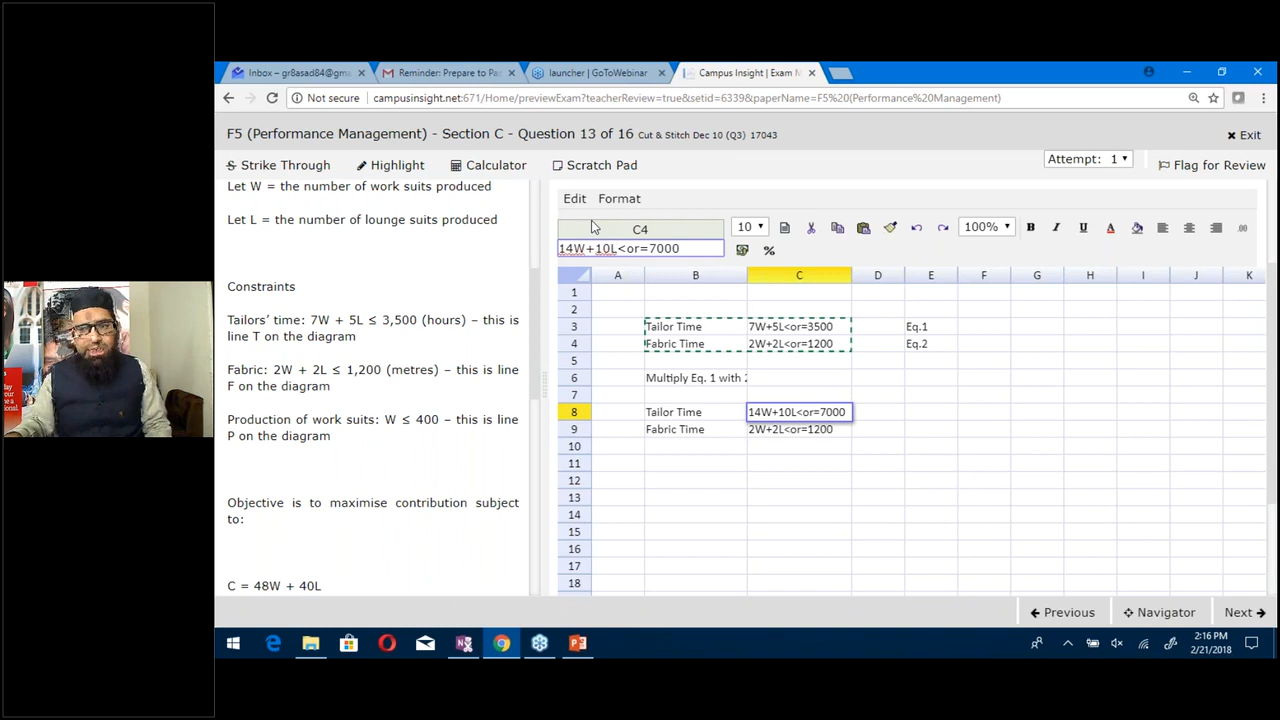 Inbox – gr8asad84@gma
Reminder: Prepare to Pa
launcher | GoToWebinar
Campus Insight | Exam M
Not secure
campusinsight.net:671/Home/previewExam?teacherReview=true&setid=6339&paperName=F5%20(Performance%20Management)
F5 (Performance Management) - Section C - Question 13 of 16 Cut & Stitch Dec 10 (Q3) 17043
Exit
Strike Through
Highlight
Calculator
Scratch Pad
Attempt: 1
Flag for Review
Let W = the number of work suits produced
Let L = the number of lounge suits produced
Constraints
Tailors' time: 7W + 5L ≤ 3,500 (hours) – this is
line T on the diagram
Fabric: 2W + 2L ≤ 1,200 (metres) – this is line
F on the diagram
Production of work suits: W ≤ 400 – this is line
P on the diagram
Objective is to maximise contribution subject
to:
C = 48W + 40L
Edit Format
C4
10
100%
B I U A
14W+10L<or=7000
%
A B C D E F G H I J K
1
2
3 Tailor Time 7W+5L<or=3500 Eq.1
4 Fabric Time 2W+2L<or=1200 Eq.2
5
6 Multiply Eq. 1 with 2
7
8 Tailor Time 14W+10L<or=7000
9 Fabric Time 2W+2L<or=1200
10
11
12
13
14
15
16
17
18
Previous
Navigator
Next
2:16 PM
2/21/2018